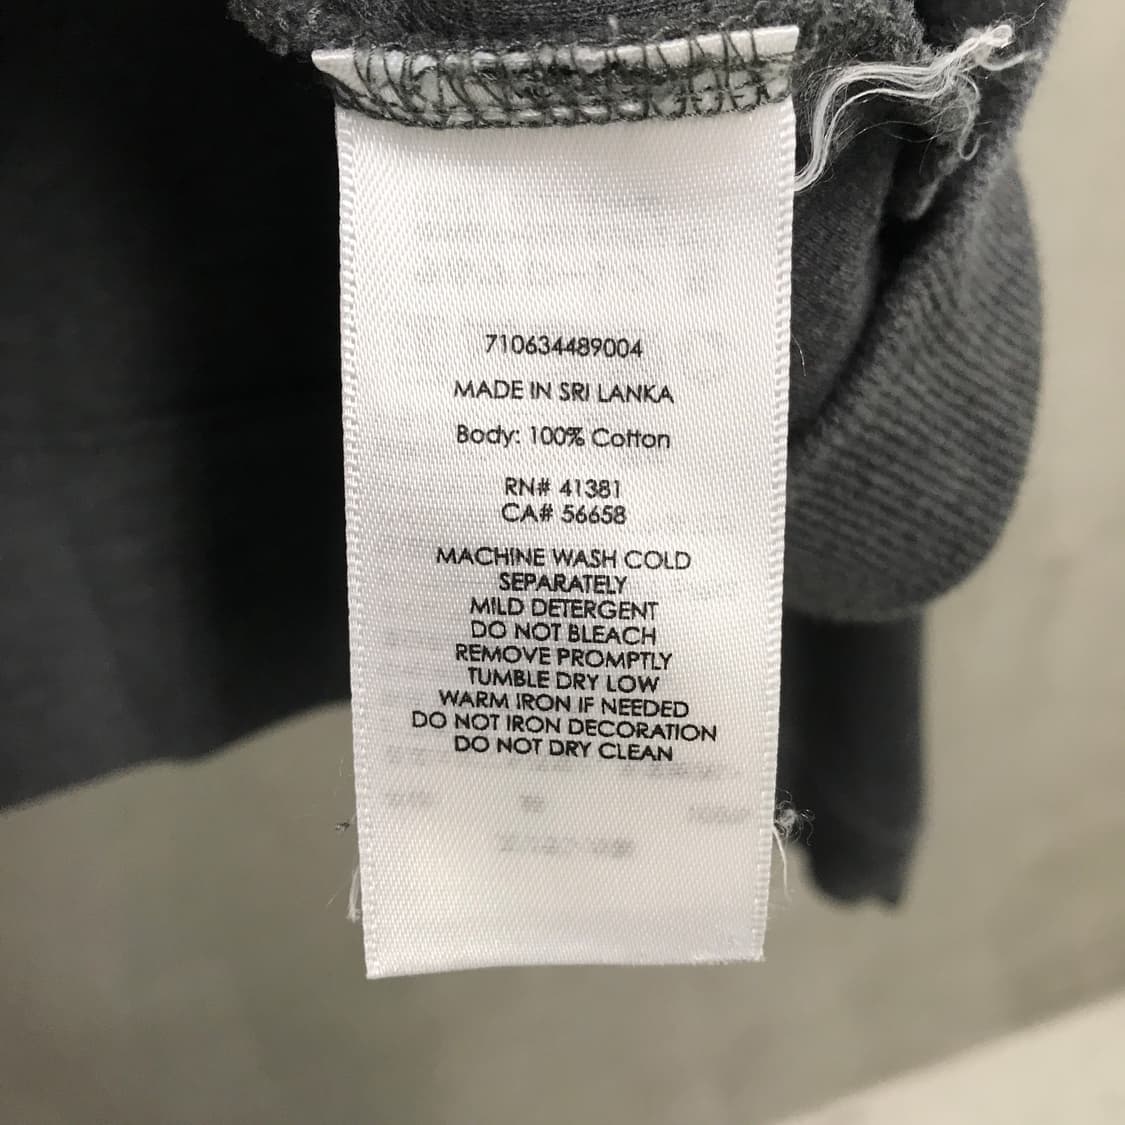 710634489004
MADE IN SRI LANKA
Body: 100% Cotton
RN# 41381
CA# 56658
MACHINE WASH COLD
SEPARATELY
MILD DETERGENT
DO NOT BLEACH
REMOVE PROMPTLY
TUMBLE DRY LOW
WARM IRON IF NEEDED
DO NOT IRON DECORATION
DO NOT DRY CLEAN